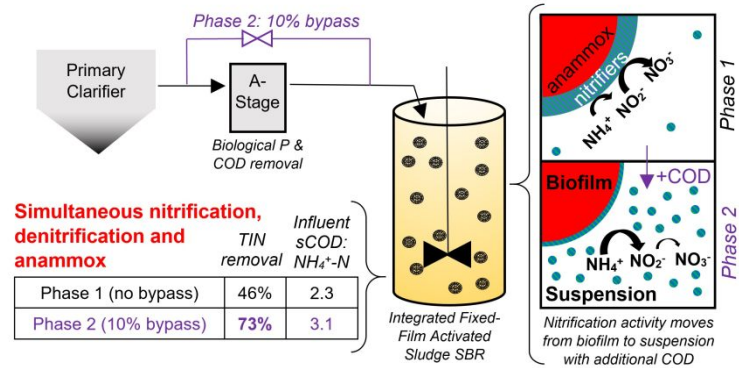 Phase 2: 10% bypass
Primary
Clarifier
A-
Stage
Biological P &
COD removal
Simultaneous nitrification,
denitrification and
anammox
TIN
removal
Influent
sCOD:
NH₄⁺-N
Phase 1 (no bypass) 46% 2.3
Phase 2 (10% bypass) 73% 3.1
Integrated Fixed-
Film Activated
Sludge SBR
anammox
nitrifiers
NH₄⁺ NO₂⁻ NO₃⁻
Phase 1
+COD
Biofilm
NH₄⁺ NO₂⁻ NO₃⁻
Suspension
Phase 2
Nitrification activity moves
from biofilm to suspension
with additional COD